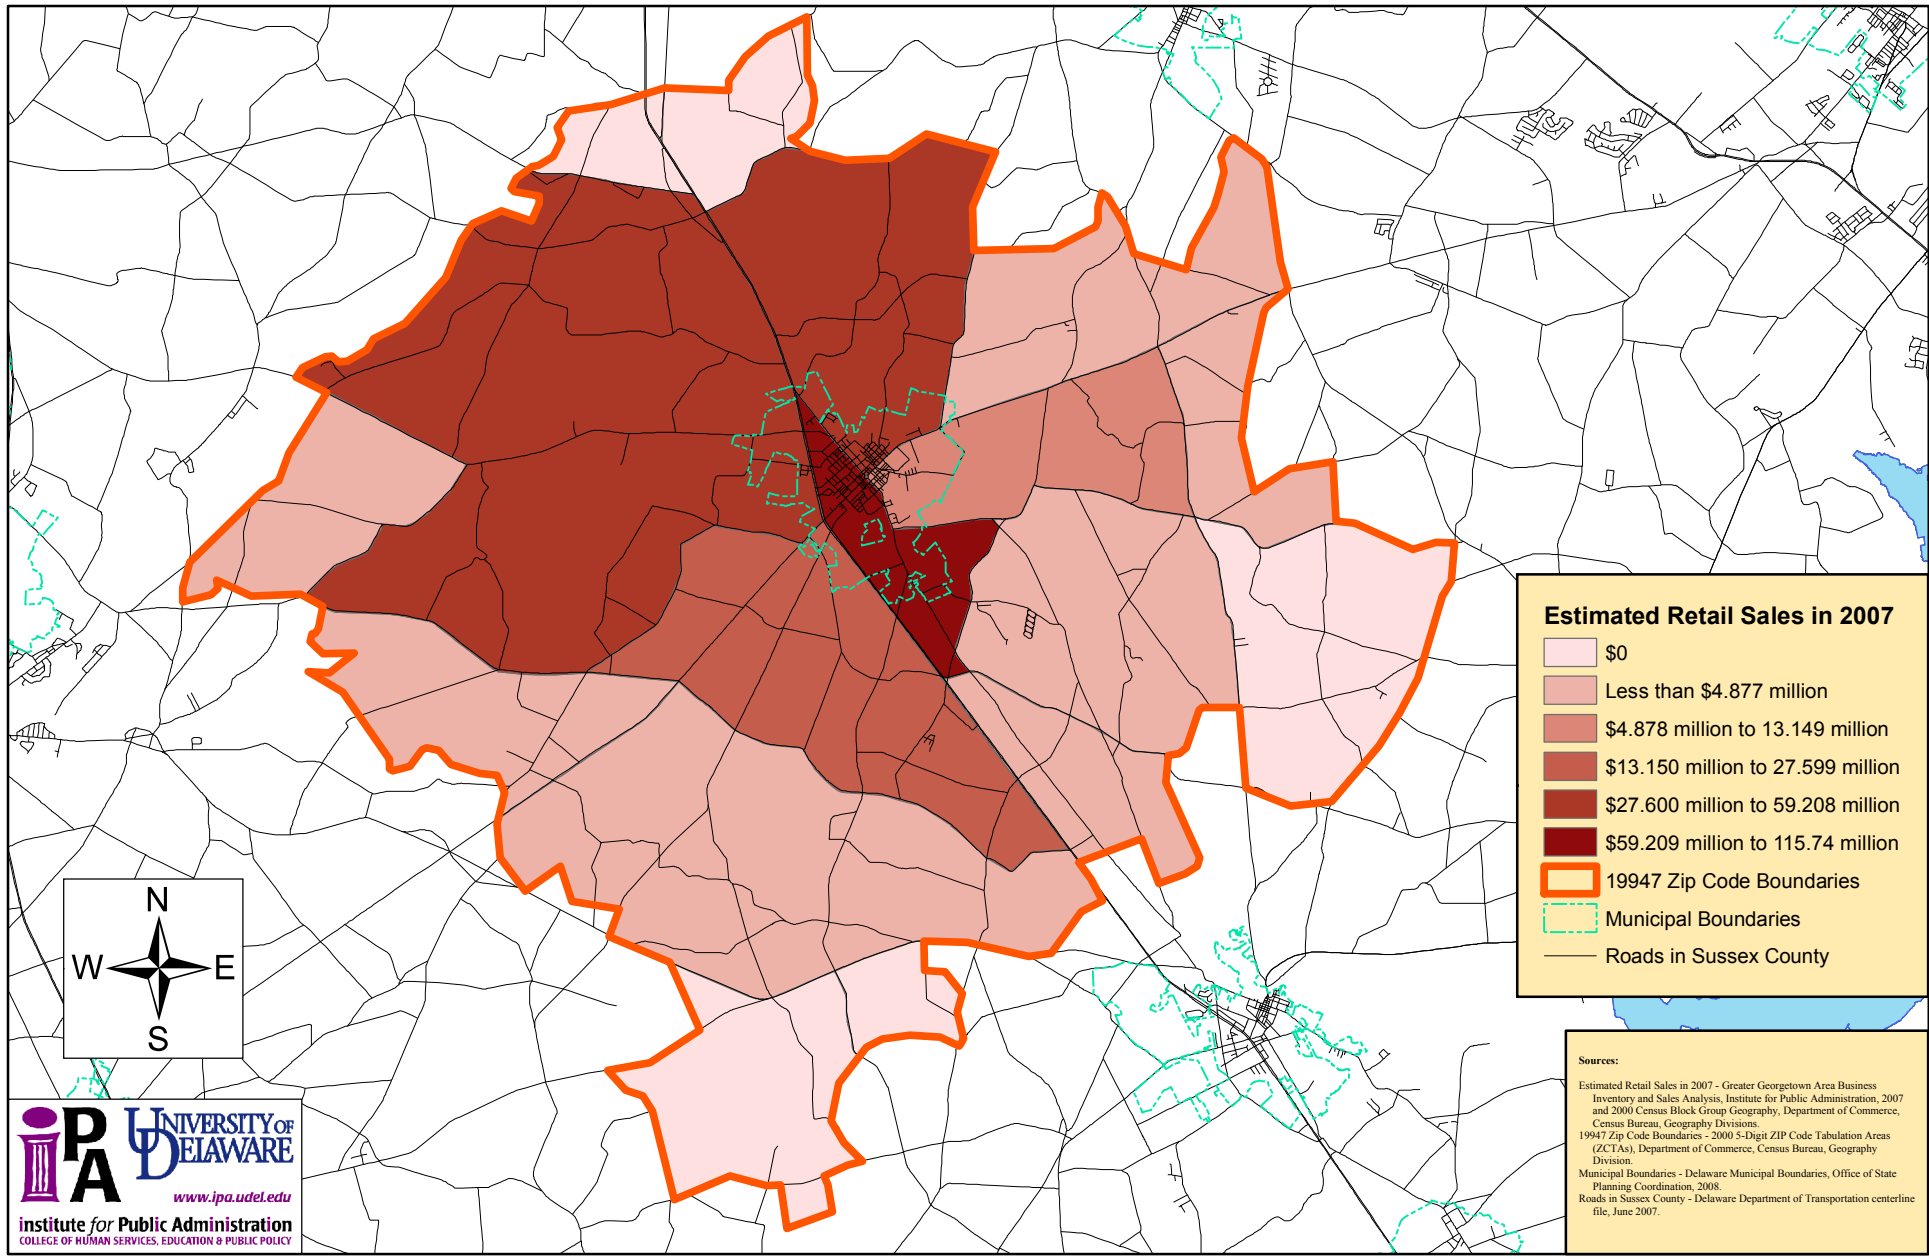 Estimated Retail Sales in 2007
$0
Less than $4.877 million
$4.878 million to 13.149 million
$13.150 million to 27.599 million
$27.600 million to 59.208 million
$59.209 million to 115.74 million
19947 Zip Code Boundaries
Municipal Boundaries
Roads in Sussex County
N
W E
S
Sources:
Estimated Retail Sales in 2007 - Greater Georgetown Area Business
Inventory and Sales Analysis, Institute for Public Administration, 2007
and 2000 Census Block Group Geography, Department of Commerce,
Census Bureau, Geography Divisions.
19947 Zip Code Boundaries - 2000 5-Digit ZIP Code Tabulation Areas
(ZCTAs), Department of Commerce, Census Bureau, Geography
Division.
Municipal Boundaries - Delaware Municipal Boundaries, Office of State
Planning Coordination, 2008.
Roads in Sussex County - Delaware Department of Transportation centerline
file, June 2007.
iPA
UNIVERSITY OF
DELAWARE
www.ipa.udel.edu
institute for Public Administration
COLLEGE OF HUMAN SERVICES, EDUCATION & PUBLIC POLICY